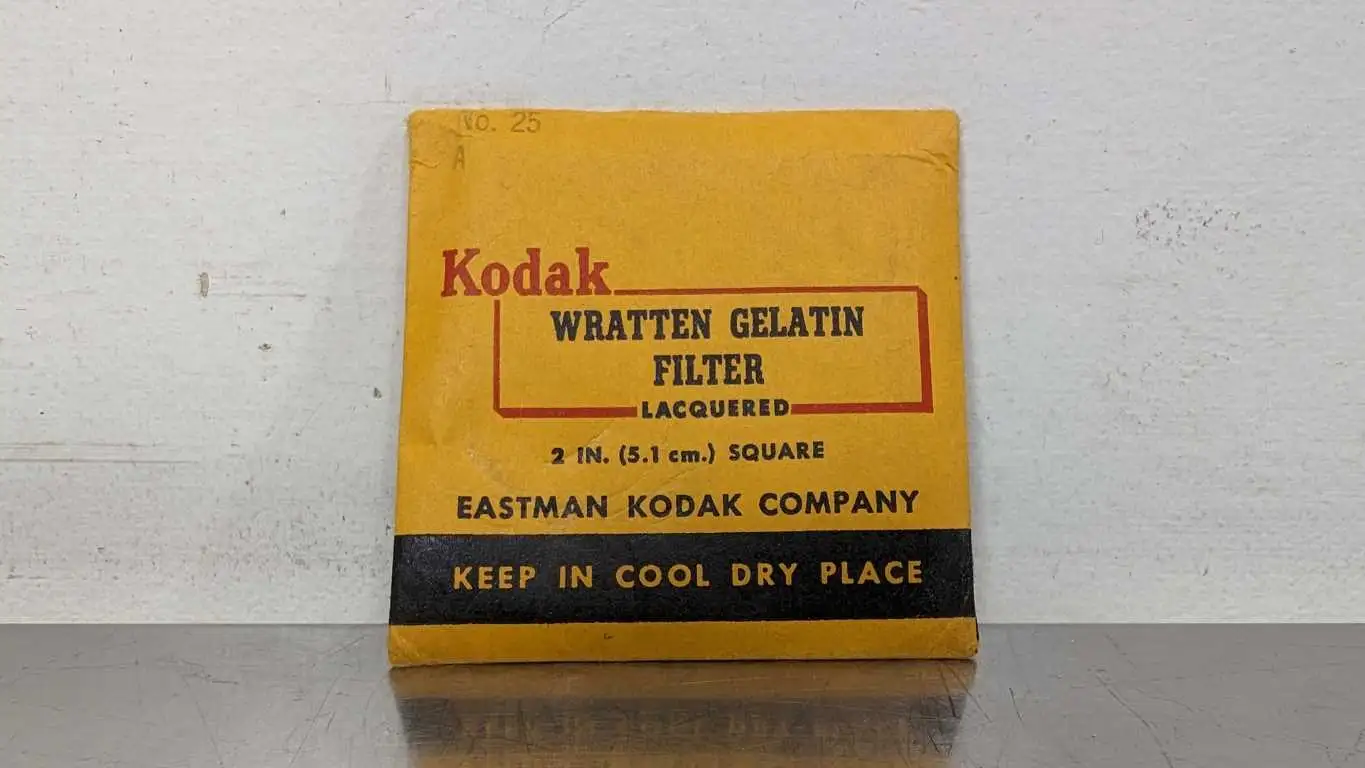 No. 25
A
Kodak
WRATTEN GELATIN
FILTER
LACQUERED
2 IN. (5.1 cm.) SQUARE
EASTMAN KODAK COMPANY
KEEP IN COOL DRY PLACE